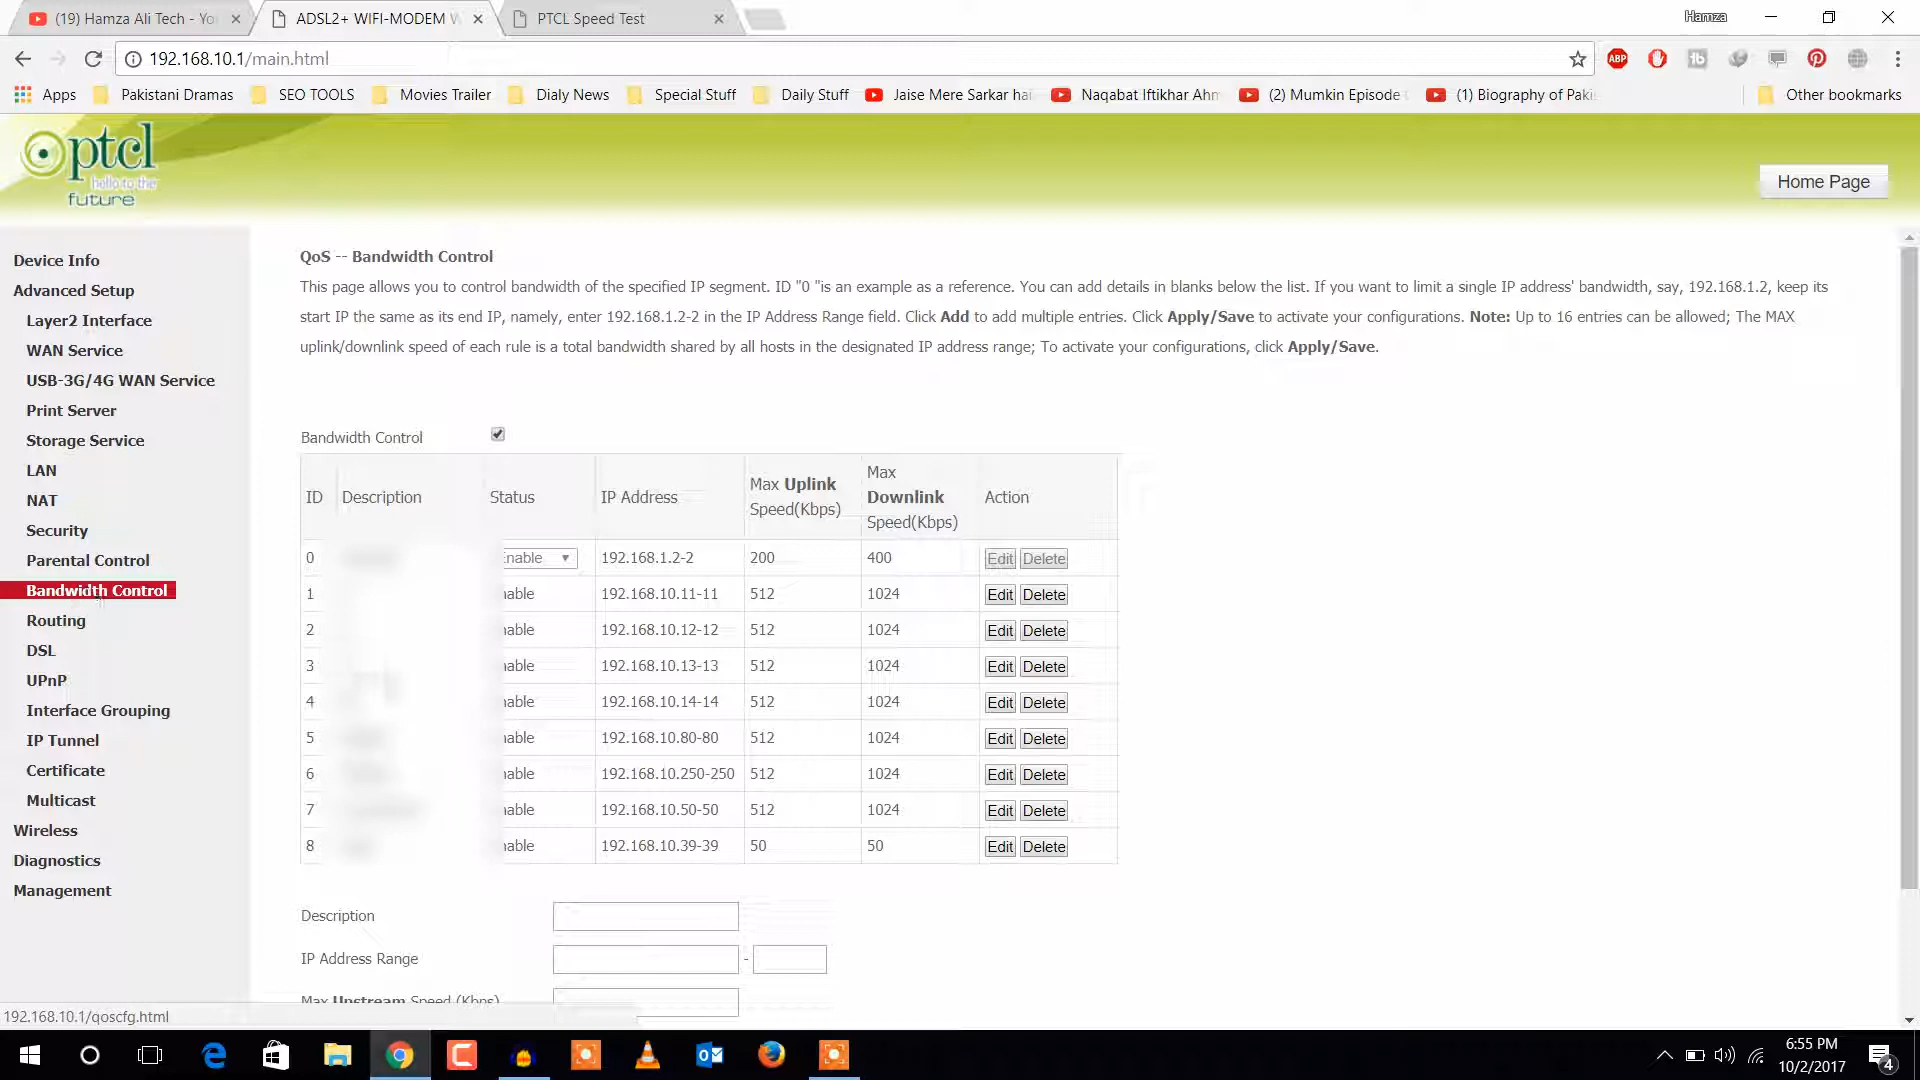 (19) Hamza Ali Tech - Yo
ADSL2+ WIFI-MODEM W
PTCL Speed Test
Hamza
192.168.10.1/main.html
ABP
Apps
Pakistani Dramas
SEO TOOLS
Movies Trailer
Dialy News
Special Stuff
Daily Stuff
Jaise Mere Sarkar hai
Naqabat Iftikhar Ahm
(2) Mumkin Episode
(1) Biography of Paki
Other bookmarks
ptcl
hello to the
future
Home Page
Device Info
Advanced Setup
Layer2 Interface
WAN Service
USB-3G/4G WAN Service
Print Server
Storage Service
LAN
NAT
Security
Parental Control
Bandwidth Control
Routing
DSL
UPnP
Interface Grouping
IP Tunnel
Certificate
Multicast
Wireless
Diagnostics
Management
QoS -- Bandwidth Control
This page allows you to control bandwidth of the specified IP segment. ID "0 "is an example as a reference. You can add details in blanks below the list. If you want to limit a single IP address' bandwidth, say, 192.168.1.2, keep its
start IP the same as its end IP, namely, enter 192.168.1.2-2 in the IP Address Range field. Click Add to add multiple entries. Click Apply/Save to activate your configurations. Note: Up to 16 entries can be allowed; The MAX
uplink/downlink speed of each rule is a total bandwidth shared by all hosts in the designated IP address range; To activate your configurations, click Apply/Save.
Bandwidth Control
ID Description Status IP Address Max Uplink Speed(Kbps) Max Downlink Speed(Kbps) Action
0 Enable 192.168.1.2-2 200 400 Edit Delete
1 nable 192.168.10.11-11 512 1024 Edit Delete
2 nable 192.168.10.12-12 512 1024 Edit Delete
3 nable 192.168.10.13-13 512 1024 Edit Delete
4 nable 192.168.10.14-14 512 1024 Edit Delete
5 nable 192.168.10.80-80 512 1024 Edit Delete
6 nable 192.168.10.250-250 512 1024 Edit Delete
7 nable 192.168.10.50-50 512 1024 Edit Delete
8 nable 192.168.10.39-39 50 50 Edit Delete
Description
IP Address Range -
Max Upstream Speed (Kbps)
192.168.10.1/qoscfg.html
6:55 PM
10/2/2017
4